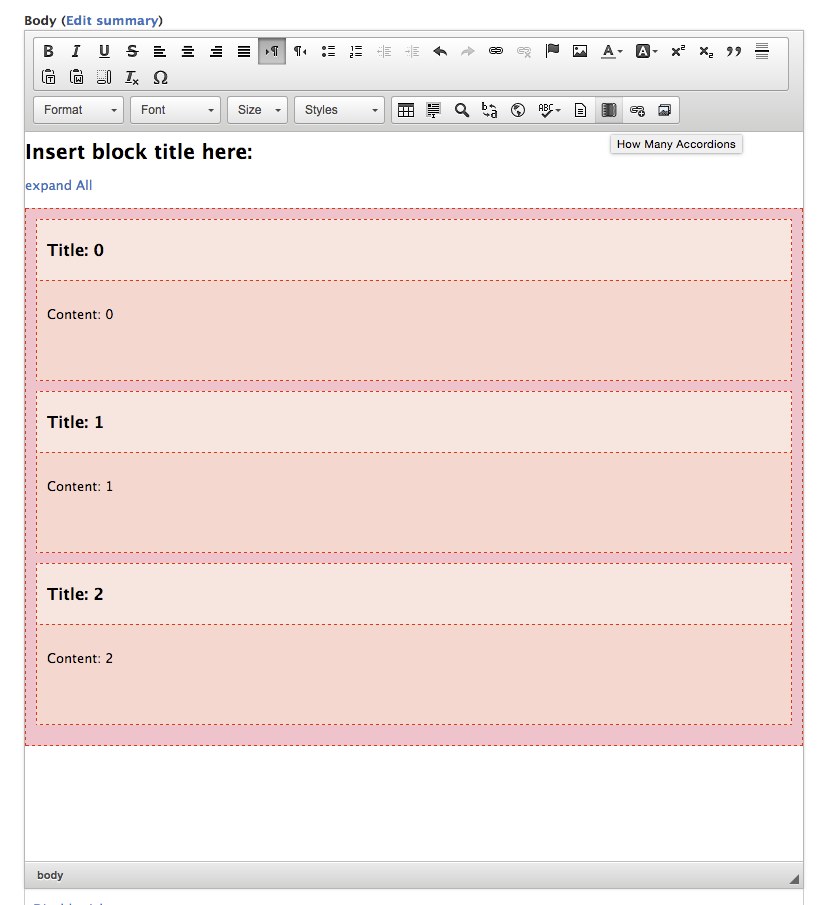 Body (Edit summary)
B I U S
Format Font Size Styles
How Many Accordions
Insert block title here:
expand All
Title: 0
Content: 0
Title: 1
Content: 1
Title: 2
Content: 2
body